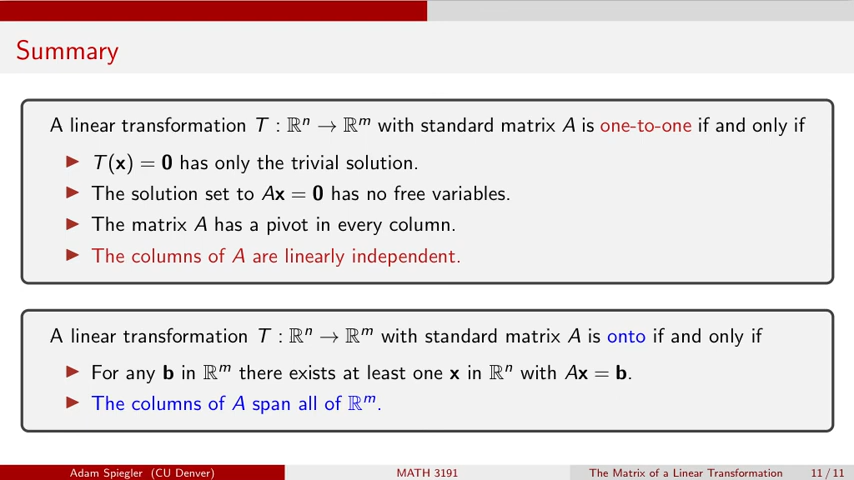 Summary
A linear transformation T : ℝⁿ → ℝᵐ with standard matrix A is one-to-one if and only if
▶ T(x) = 0 has only the trivial solution.
▶ The solution set to Ax = 0 has no free variables.
▶ The matrix A has a pivot in every column.
▶ The columns of A are linearly independent.
A linear transformation T : ℝⁿ → ℝᵐ with standard matrix A is onto if and only if
▶ For any b in ℝᵐ there exists at least one x in ℝⁿ with Ax = b.
▶ The columns of A span all of ℝᵐ.
Adam Spiegler (CU Denver) MATH 3191 The Matrix of a Linear Transformation 11 / 11